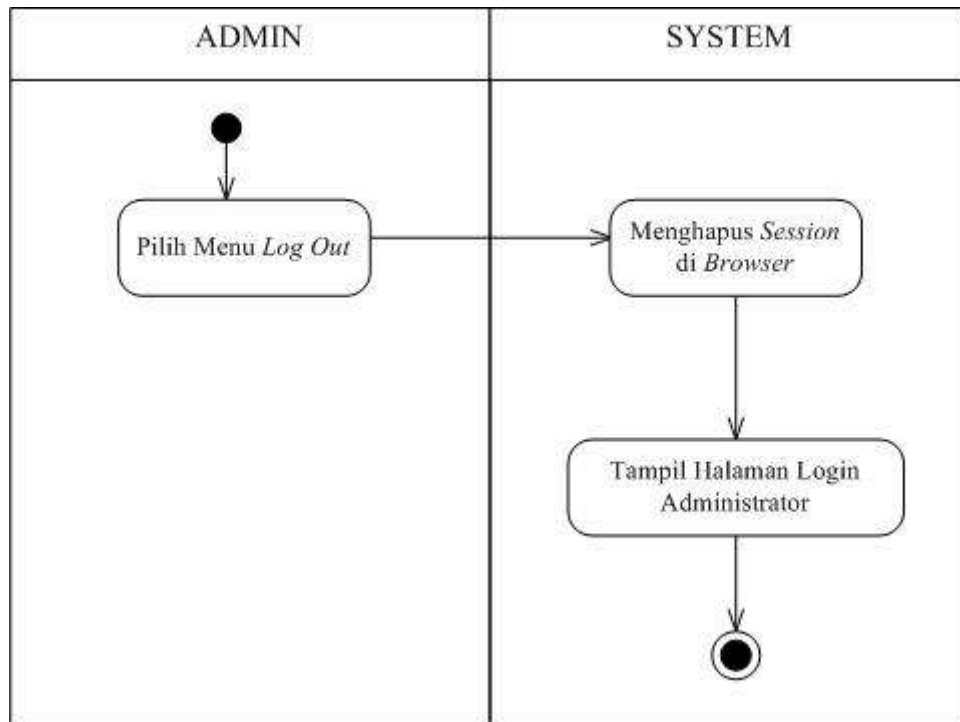 ADMIN
SYSTEM
Pilih Menu Log Out
Menghapus Session
di Browser
Tampil Halaman Login
Administrator